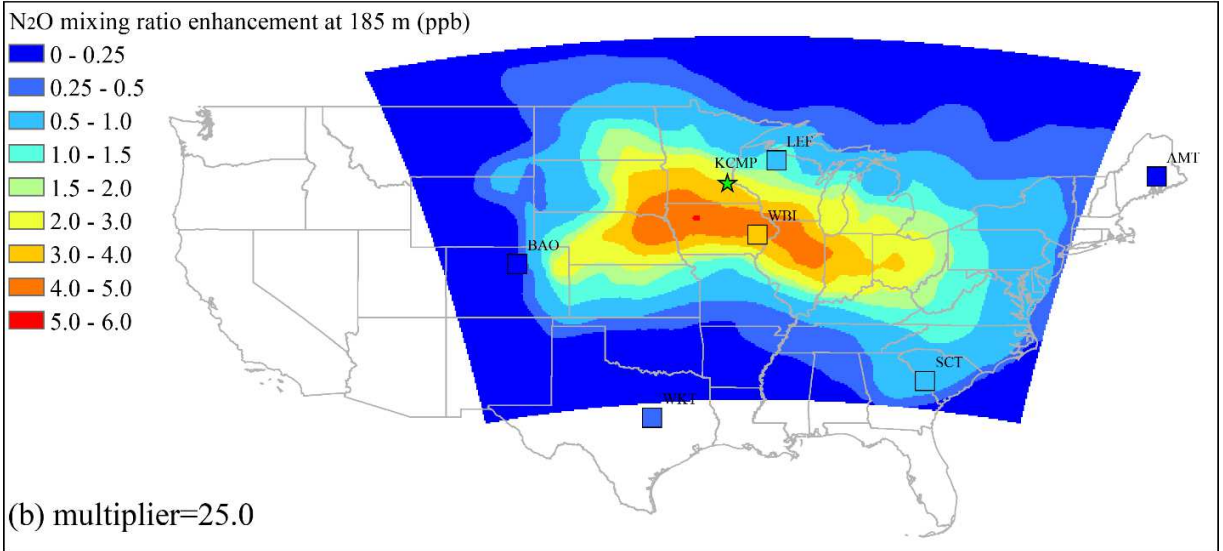 N2O mixing ratio enhancement at 185 m (ppb)
0 - 0.25
0.25 - 0.5
0.5 - 1.0
1.0 - 1.5
1.5 - 2.0
2.0 - 3.0
3.0 - 4.0
4.0 - 5.0
5.0 - 6.0
LEF
KCMP
AMT
WBI
BAO
SCT
WKT
(b) multiplier=25.0